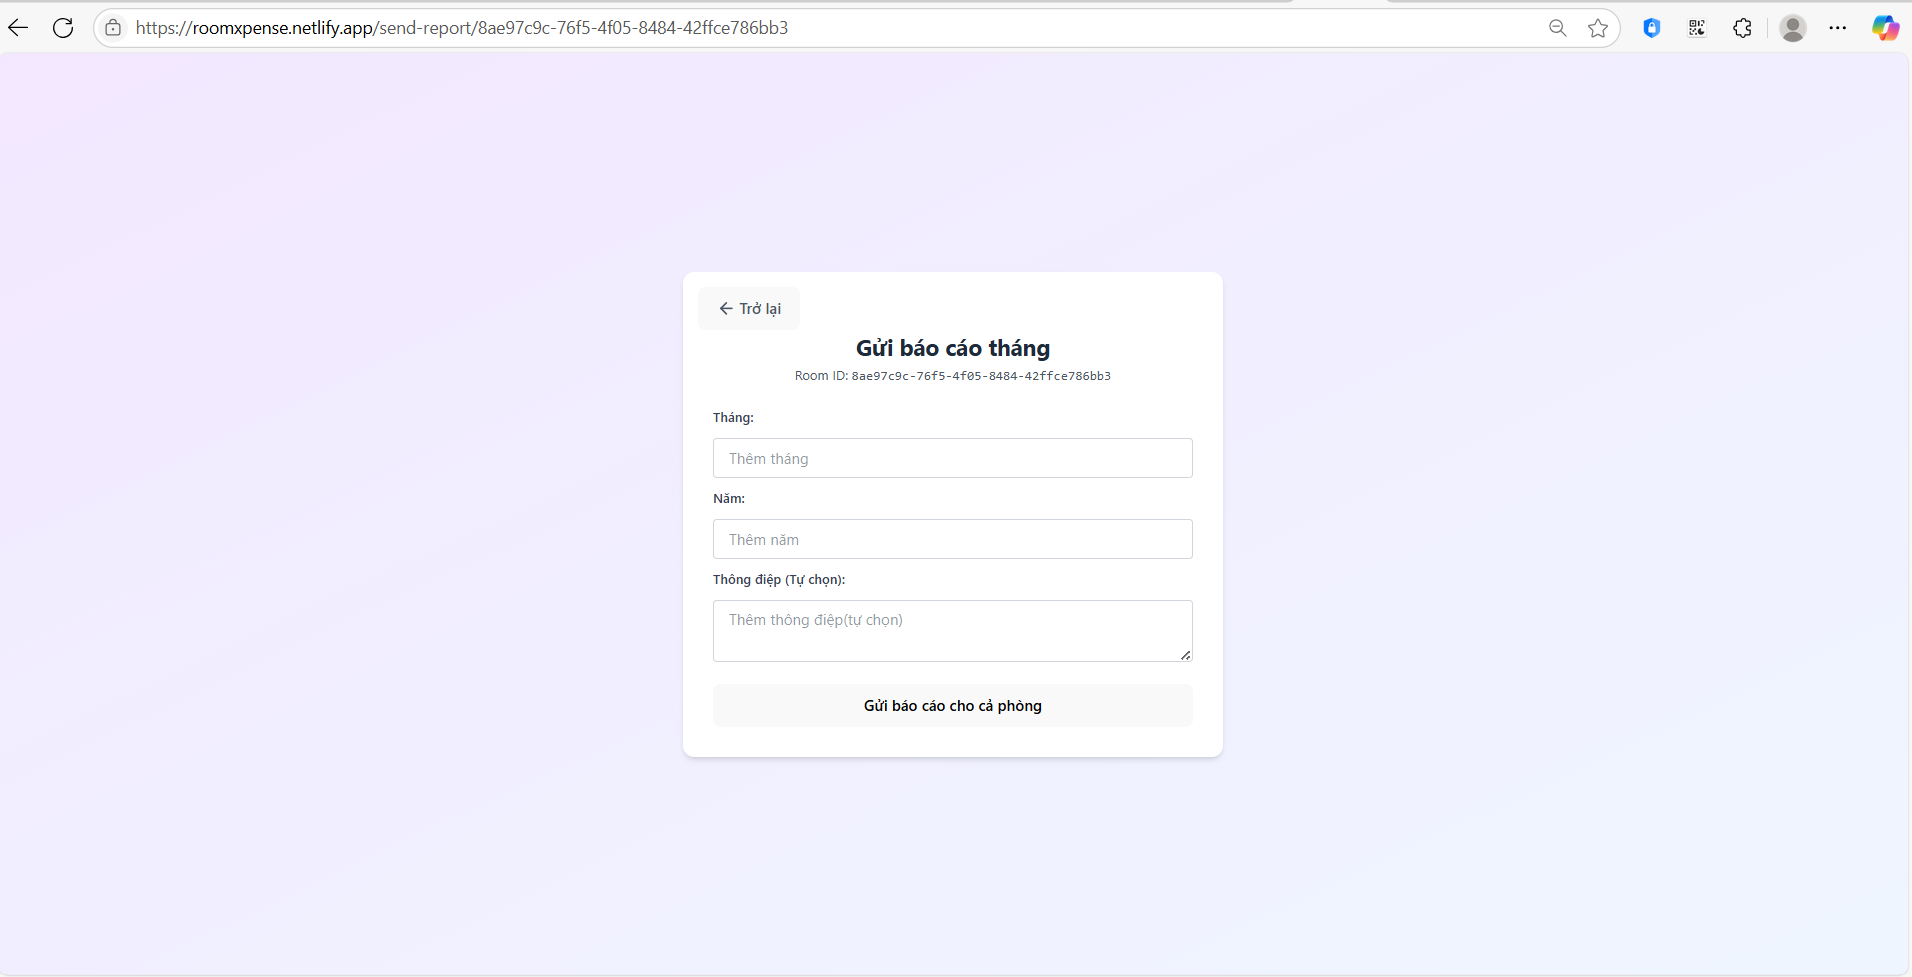 https://roomxpense.netlify.app/send-report/8ae97c9c-76f5-4f05-8484-42ffce786bb3
Trở lại
Gửi báo cáo tháng
Room ID: 8ae97c9c-76f5-4f05-8484-42ffce786bb3
Tháng:
Thêm tháng
Năm:
Thêm năm
Thông điệp (Tự chọn):
Thêm thông điệp(tự chọn)
Gửi báo cáo cho cả phòng